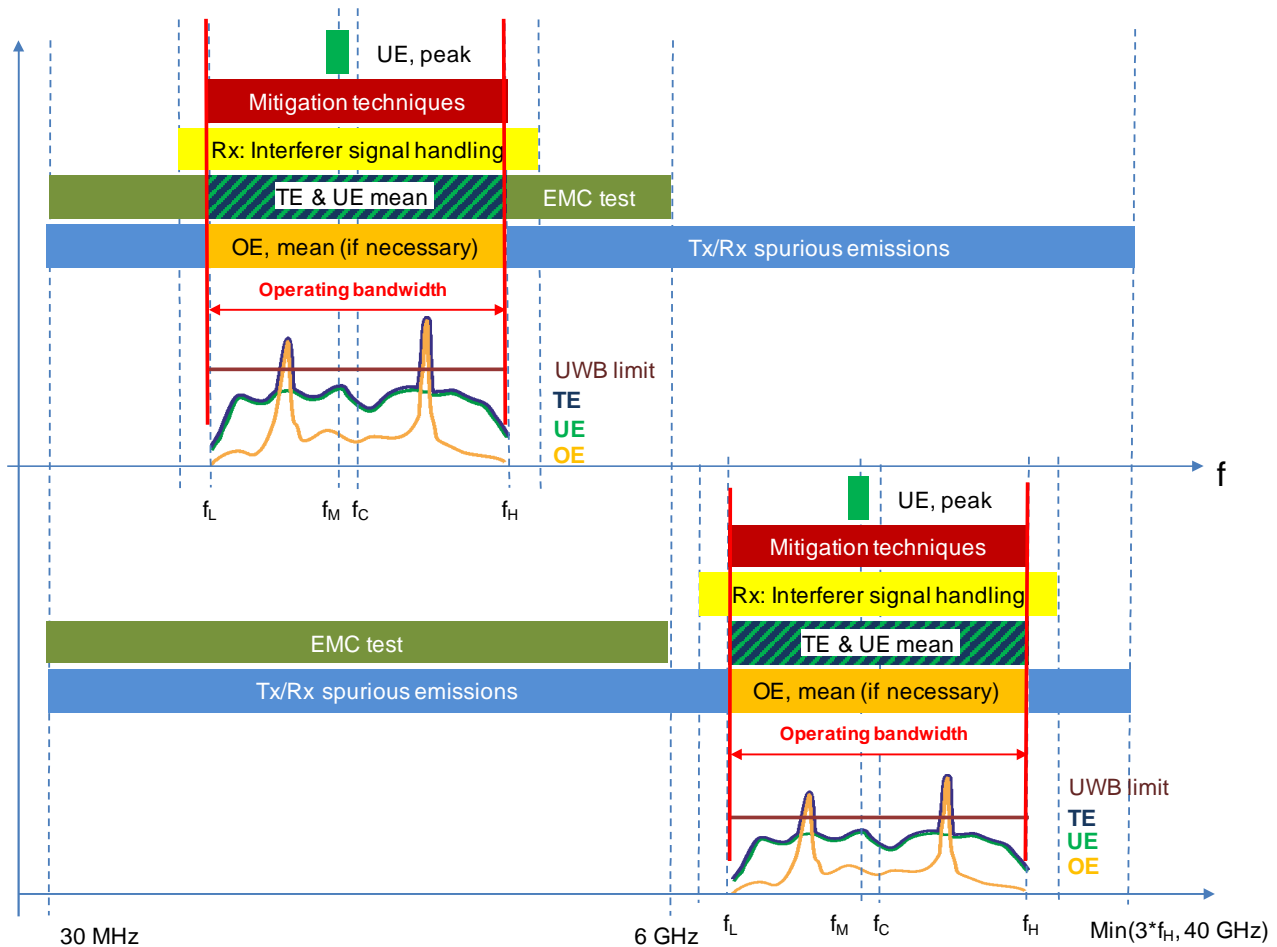 UE, peak
Mitigation techniques
Rx: Interferer signal handling
TE & UE mean
EMC test
OE, mean (if necessary)
Tx/Rx spurious emissions
Operating bandwidth
UWB limit
TE
UE
OE
f
fL fM fC fH
UE, peak
Mitigation techniques
Rx: Interferer signal handling
EMC test
TE & UE mean
Tx/Rx spurious emissions
OE, mean (if necessary)
Operating bandwidth
UWB limit
TE
UE
OE
30 MHz
6 GHz
fL fM fC fH
Min(3*fH, 40 GHz)